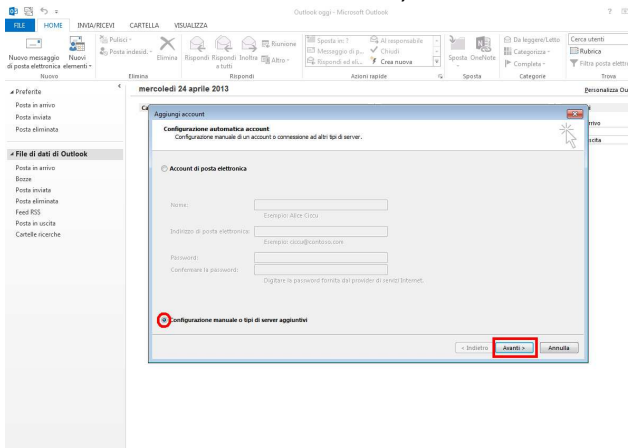 Outlook oggi - Microsoft Outlook
FILE HOME INVIA/RICEVI CARTELLA VISUALIZZA
Nuovo messaggio di posta elettronica
Nuovi elementi
Nuovo
Pulisci
Posta indesid.
Elimina
Elimina
Rispondi
Rispondi a tutti
Inoltra
Riunione
Altro
Rispondi
Sposta in: ?
Messaggio di p...
Rispondi ed eli...
Al responsabile
Chiudi
Crea nuova
Azioni rapide
Sposta
OneNote
Sposta
Da leggere/Letto
Categorizza
Completa
Categorie
Cerca utenti
Rubrica
Filtra posta elettro
Trova
Preferite
Posta in arrivo
Posta inviata
Posta eliminata
File di dati di Outlook
Posta in arrivo
Bozze
Posta inviata
Posta eliminata
Feed RSS
Posta in uscita
Cartelle ricerche
mercoledì 24 aprile 2013
Personalizza Ou
Ca
rrivo
scita
Aggiungi account
Configurazione automatica account
Configurazione manuale di un account o connessione ad altri tipi di server.
Account di posta elettronica
Nome:
Esempio: Alice Ciccu
Indirizzo di posta elettronica:
Esempio: ciccu@contoso.com
Password:
Confermare la password:
Digitare la password fornita dal provider di servizi Internet.
Configurazione manuale o tipi di server aggiuntivi
< Indietro Avanti > Annulla